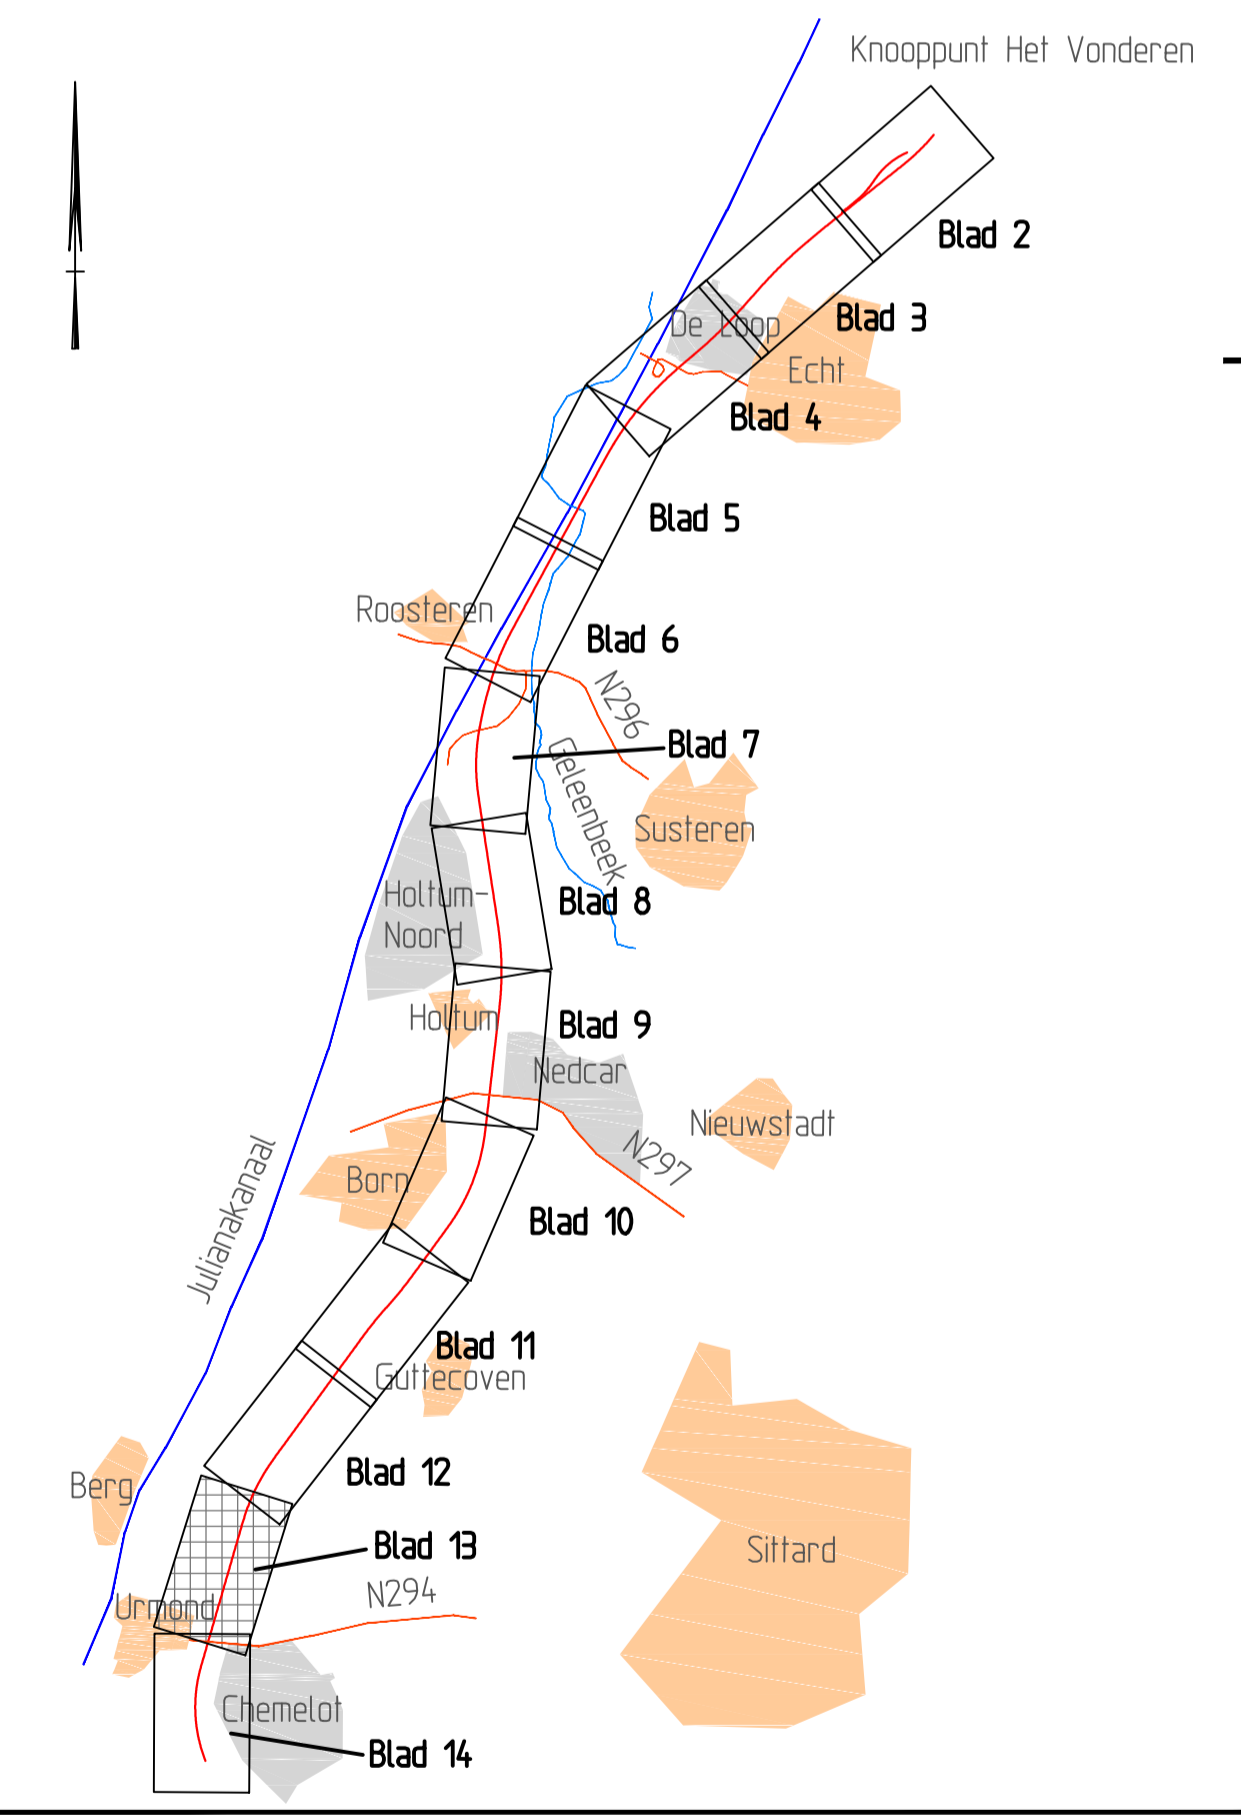 Knooppunt Het Vonderen
Blad 2
Blad 3
De Loop
Echt
Blad 4
Blad 5
Roosteren
Blad 6
N296
Blad 7
Geleenbeek
Susteren
Holtum-
Noord
Blad 8
Holtum
Blad 9
Nedcar
Nieuwstadt
N297
Born
Julianakanaal
Blad 10
Blad 11
Guttecoven
Blad 12
Berg
Blad 13
Sittard
N294
Urmond
Chemelot
Blad 14